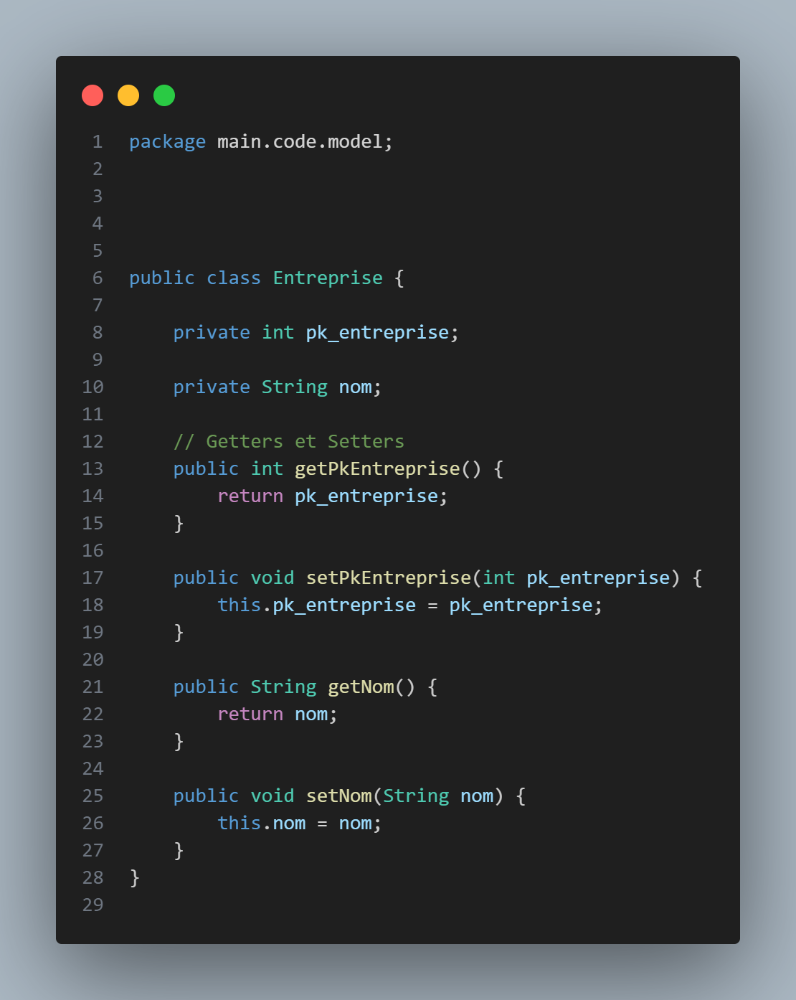 1 package main.code.model;
2
3
4
5
6 public class Entreprise {
7
8     private int pk_entreprise;
9
10     private String nom;
11
12     // Getters et Setters
13     public int getPkEntreprise() {
14         return pk_entreprise;
15     }
16
17     public void setPkEntreprise(int pk_entreprise) {
18         this.pk_entreprise = pk_entreprise;
19     }
20
21     public String getNom() {
22         return nom;
23     }
24
25     public void setNom(String nom) {
26         this.nom = nom;
27     }
28 }
29